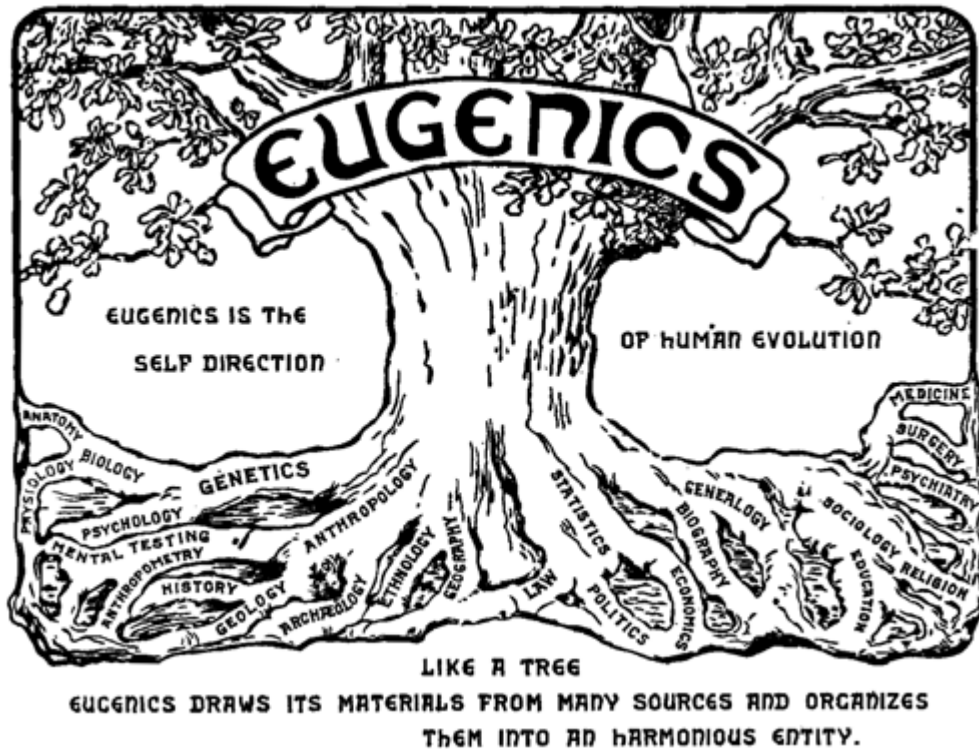 EUGENICS
EUGENICS IS THE
SELF DIRECTION
OF HUMAN EVOLUTION
ANATOMY
PHYSIOLOGY
BIOLOGY
GENETICS
PSYCHOLOGY
MENTAL TESTING
ANTHROPOMETRY
HISTORY
GEOLOGY
ANTHROPOLOGY
ARCHÆOLOGY
ETHNOLOGY
GEOGRAPHY
LAW
STATISTICS
POLITICS
ECONOMICS
BIOGRAPHY
GENEALOGY
EDUCATION
SOCIOLOGY
RELIGION
PSYCHIATRY
SURGERY
MEDICINE
LIKE A TREE
EUGENICS DRAWS ITS MATERIALS FROM MANY SOURCES AND ORGANIZES
THEM INTO AN HARMONIOUS ENTITY.